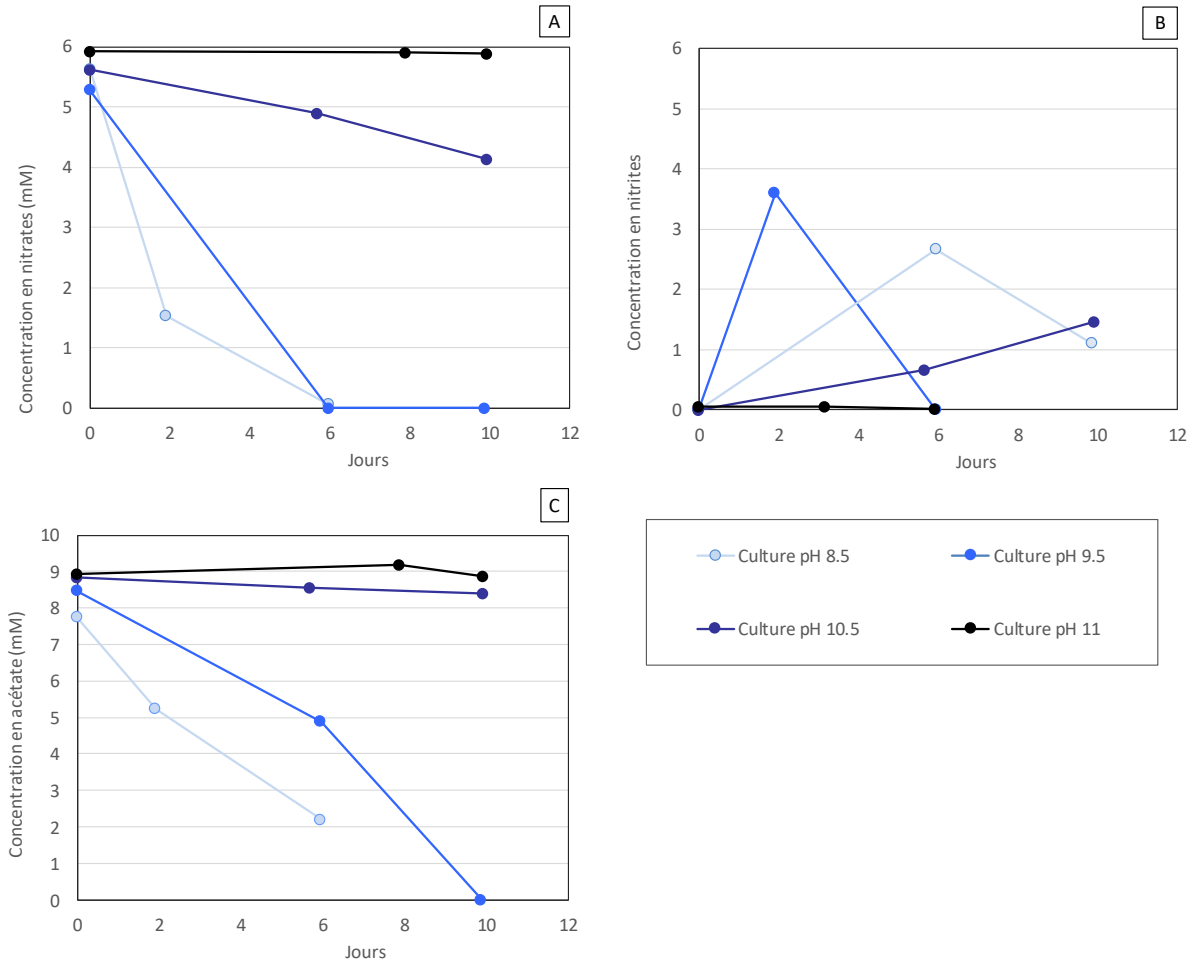 A
Concentration en nitrates (mM)
6
5
4
3
2
1
0
0 2 4 6 8 10 12
Jours
B
Concentration en nitrites
6
5
4
3
2
1
0
0 2 4 6 8 10 12
Jours
C
Concentration en acétate (mM)
10
9
8
7
6
5
4
3
2
1
0
0 2 4 6 8 10 12
Jours
Culture pH 8.5 Culture pH 9.5
Culture pH 10.5 Culture pH 11